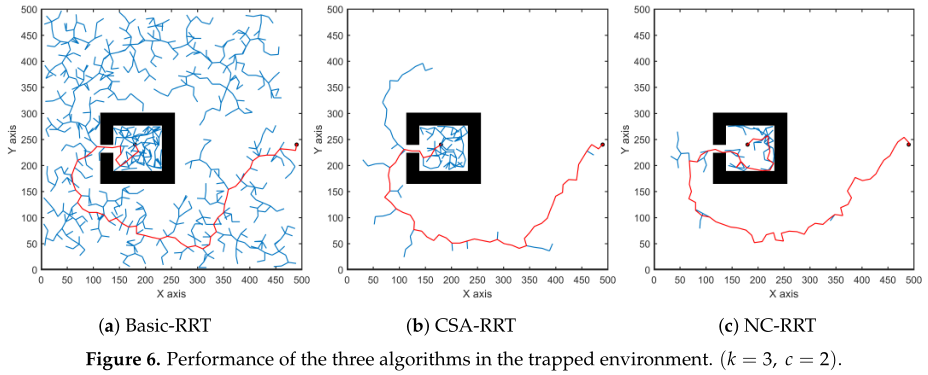 500
450
400
350
300
250
200
150
100
50
0
Y axis
0 50 100 150 200 250 300 350 400 450 500
X axis
(a) Basic-RRT
500
450
400
350
300
250
200
150
100
50
0
Y axis
0 50 100 150 200 250 300 350 400 450 500
X axis
(b) CSA-RRT
500
450
400
350
300
250
200
150
100
50
0
Y axis
0 50 100 150 200 250 300 350 400 450 500
X axis
(c) NC-RRT
Figure 6. Performance of the three algorithms in the trapped environment. (k = 3, c = 2).